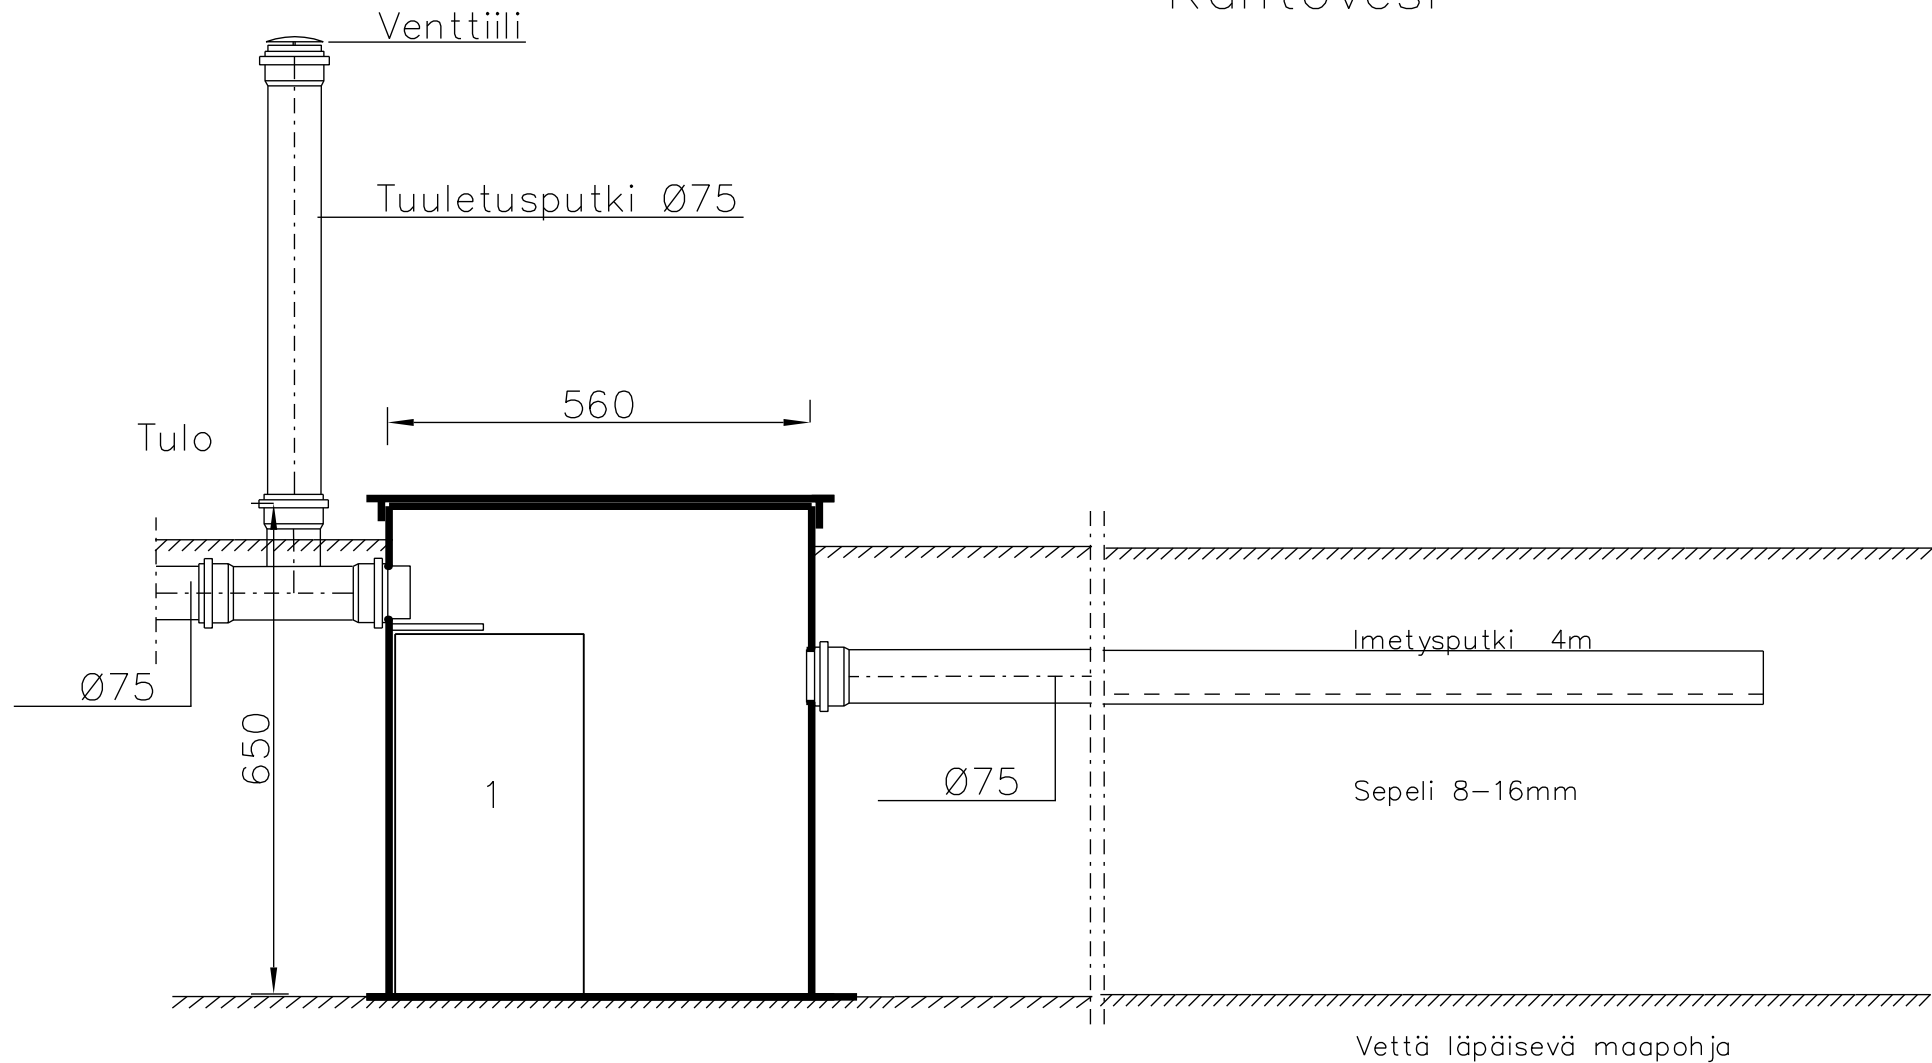 Venttiili
Tuuletusputki Ø75
560
Tulo
Imetysputki 4m
Ø75
650
Ø75
1
Sepeli 8-16mm
Vettä läpäisevä maapohja